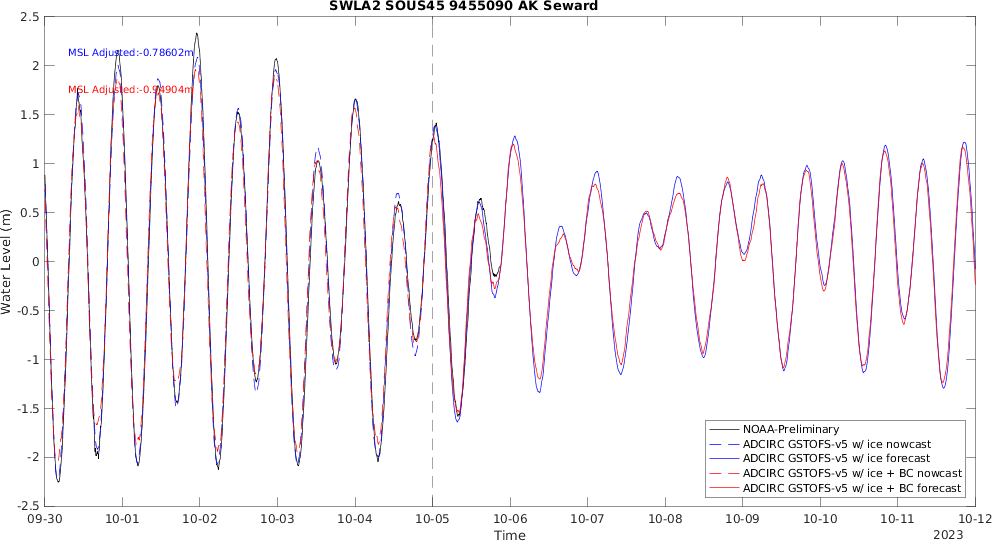 SWLA2 SOUS45 9455090 AK Seward
2.5
2
1.5
1
0.5
0
-0.5
-1
-1.5
-2
-2.5
Water Level (m)
MSL Adjusted:-0.78602m
MSL Adjusted:-0.94904m
NOAA-Preliminary
ADCIRC GSTOFS-v5 w/ ice nowcast
ADCIRC GSTOFS-v5 w/ ice forecast
ADCIRC GSTOFS-v5 w/ ice + BC nowcast
ADCIRC GSTOFS-v5 w/ ice + BC forecast
09-30 10-01 10-02 10-03 10-04 10-05 10-06 10-07 10-08 10-09 10-10 10-11 10-12
Time
2023